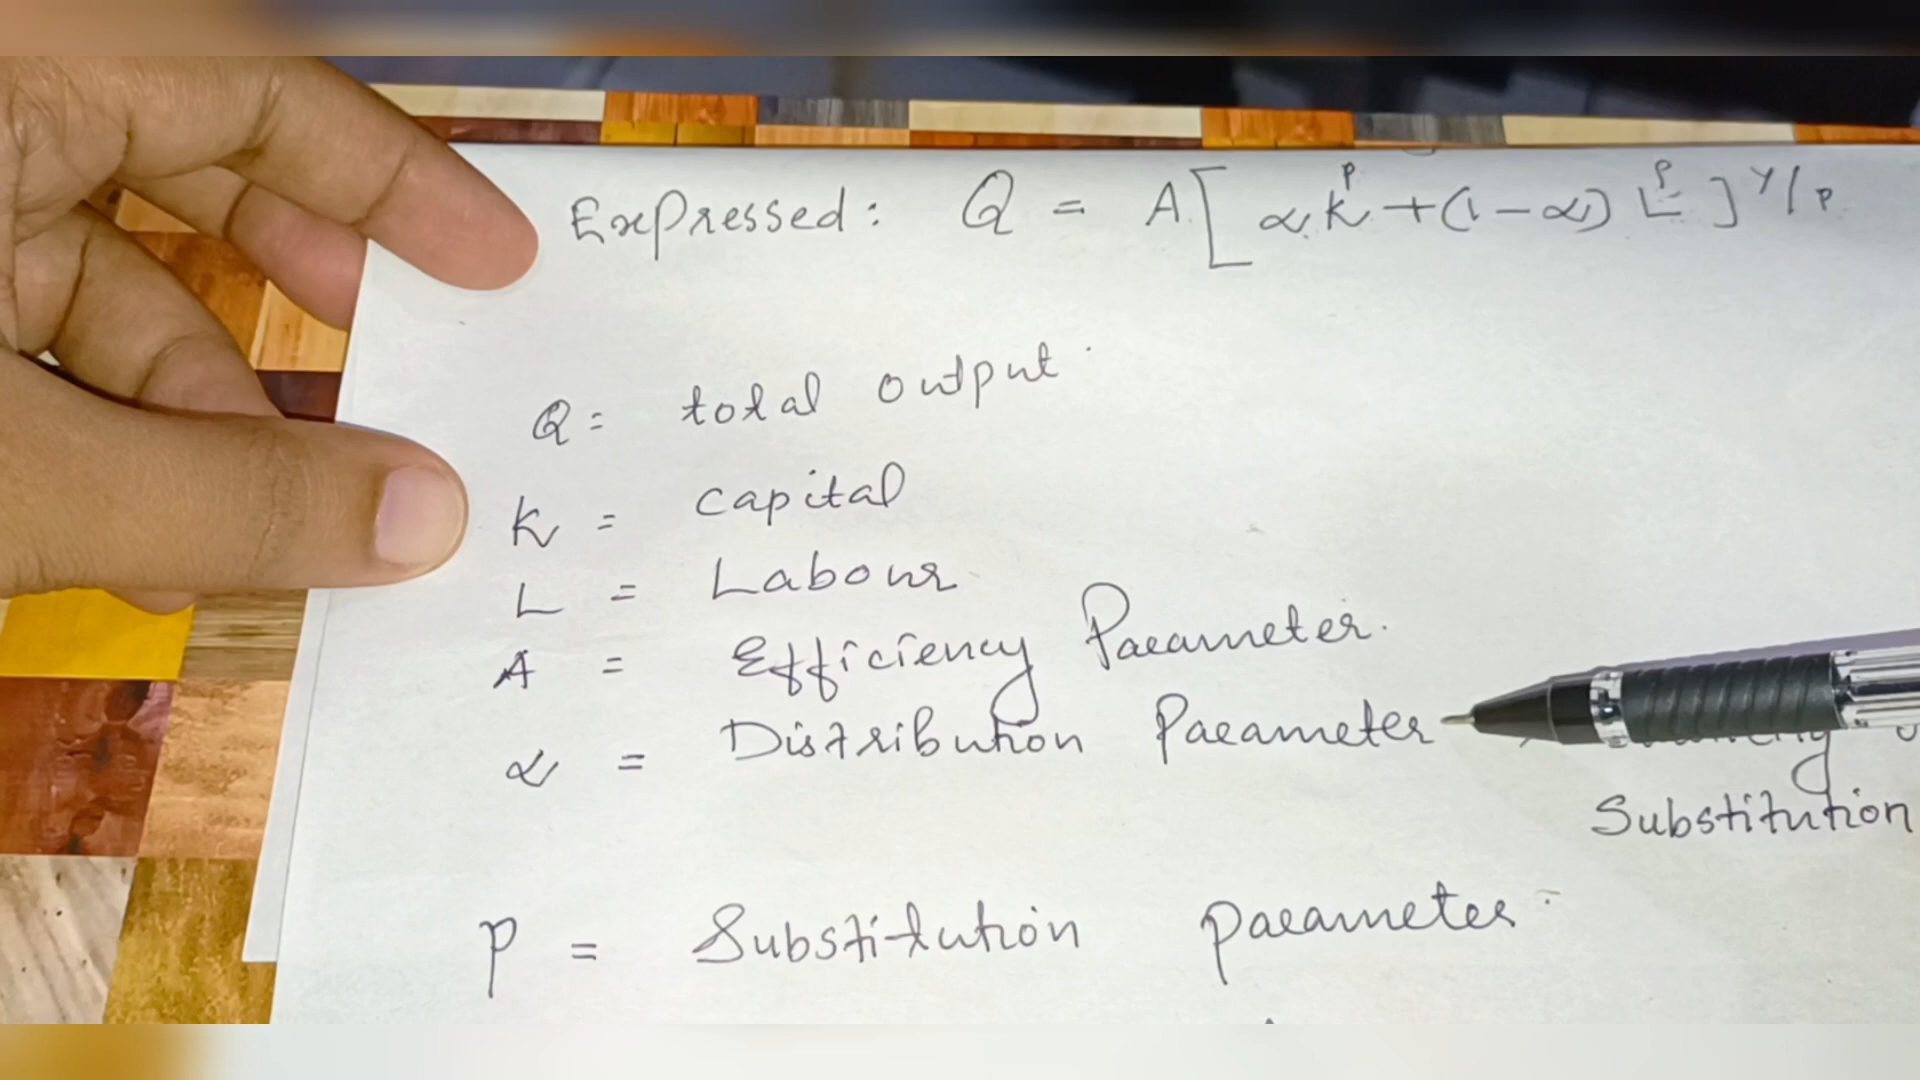 Expressed: Q = A[αK^p + (1-α) L^p]^γ/p
Q = total output
K = capital
L = Labour
A = Efficiency Parameter.
α = Distribution Parameter
Substitution
P = Substitution parameter